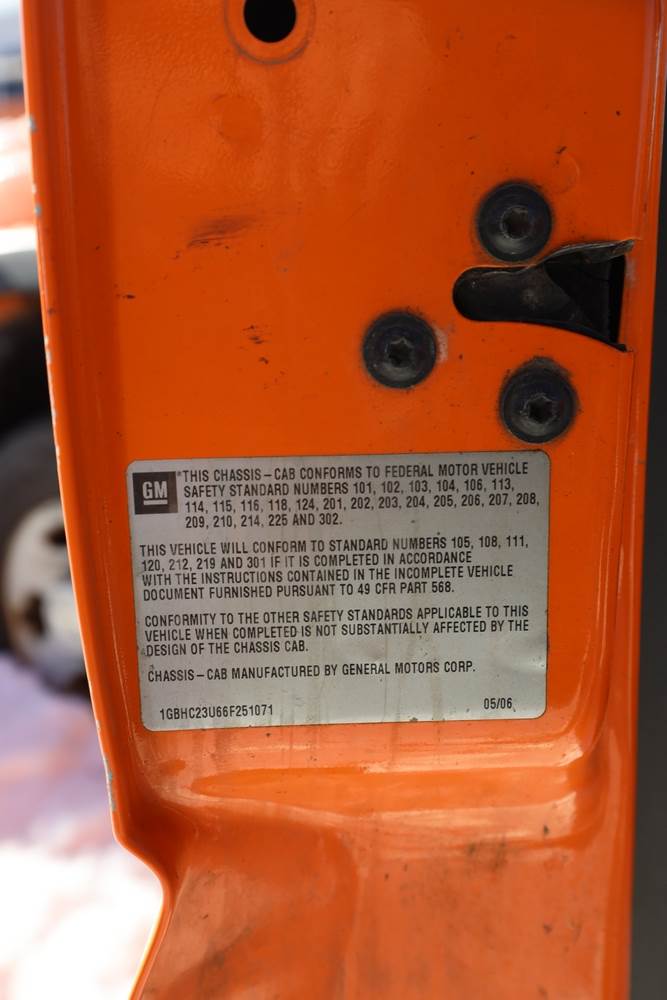 GM
THIS CHASSIS-CAB CONFORMS TO FEDERAL MOTOR VEHICLE
SAFETY STANDARD NUMBERS 101, 102, 103, 104, 106, 113,
114, 115, 116, 118, 124, 201, 202, 203, 204, 205, 206, 207, 208,
209, 210, 214, 225 AND 302.
THIS VEHICLE WILL CONFORM TO STANDARD NUMBERS 105, 108, 111,
120, 212, 219 AND 301 IF IT IS COMPLETED IN ACCORDANCE
WITH THE INSTRUCTIONS CONTAINED IN THE INCOMPLETE VEHICLE
DOCUMENT FURNISHED PURSUANT TO 49 CFR PART 568.
CONFORMITY TO THE OTHER SAFETY STANDARDS APPLICABLE TO THIS
VEHICLE WHEN COMPLETED IS NOT SUBSTANTIALLY AFFECTED BY THE
DESIGN OF THE CHASSIS CAB.
CHASSIS-CAB MANUFACTURED BY GENERAL MOTORS CORP.
1GBHC23U66F251071 05/06